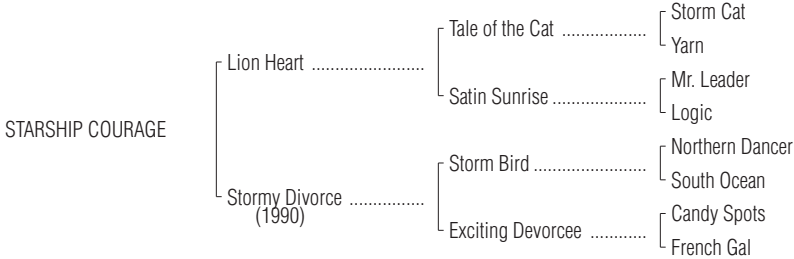 Storm Cat
Tale of the Cat ..................
Yarn
Lion Heart ........................
Mr. Leader
Satin Sunrise ....................
Logic
STARSHIP COURAGE
Northern Dancer
Storm Bird ........................
South Ocean
Stormy Divorce ................
(1990)
Candy Spots
Exciting Devorcee ............
French Gal